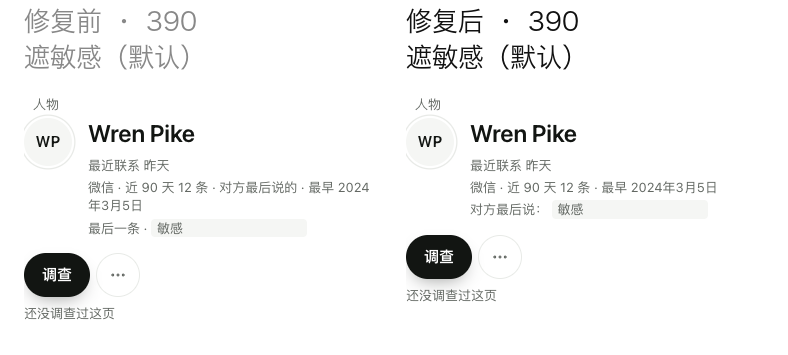 修复前 · 390
遮敏感（默认）
人物
WP
Wren Pike
最近联系 昨天
微信 · 近 90 天 12 条 · 对方最后说的 · 最早 2024
年3月5日
最后一条 · 敏感
调查
···
还没调查过这页
修复后 · 390
遮敏感（默认）
人物
WP
Wren Pike
最近联系 昨天
微信 · 近 90 天 12 条 · 最早 2024年3月5日
对方最后说： 敏感
调查
···
还没调查过这页